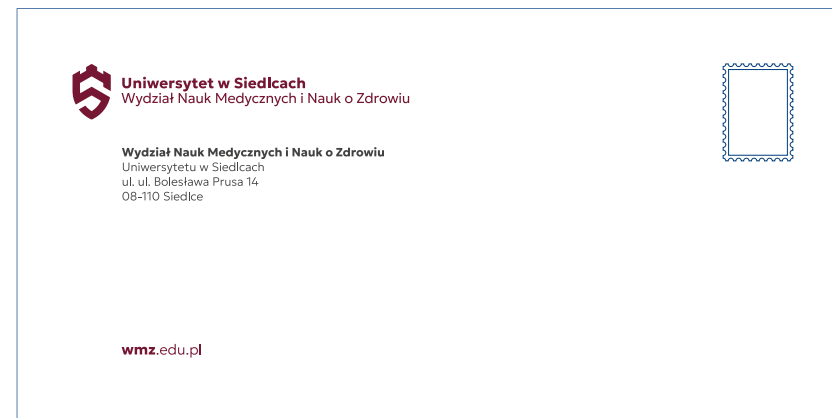 Uniwersytet w Siedlcach
Wydział Nauk Medycznych i Nauk o Zdrowiu
Wydział Nauk Medycznych i Nauk o Zdrowiu
Uniwersytetu w Siedlcach
ul. ul. Bolesława Prusa 14
08-110 Siedlce
wmz.edu.pl